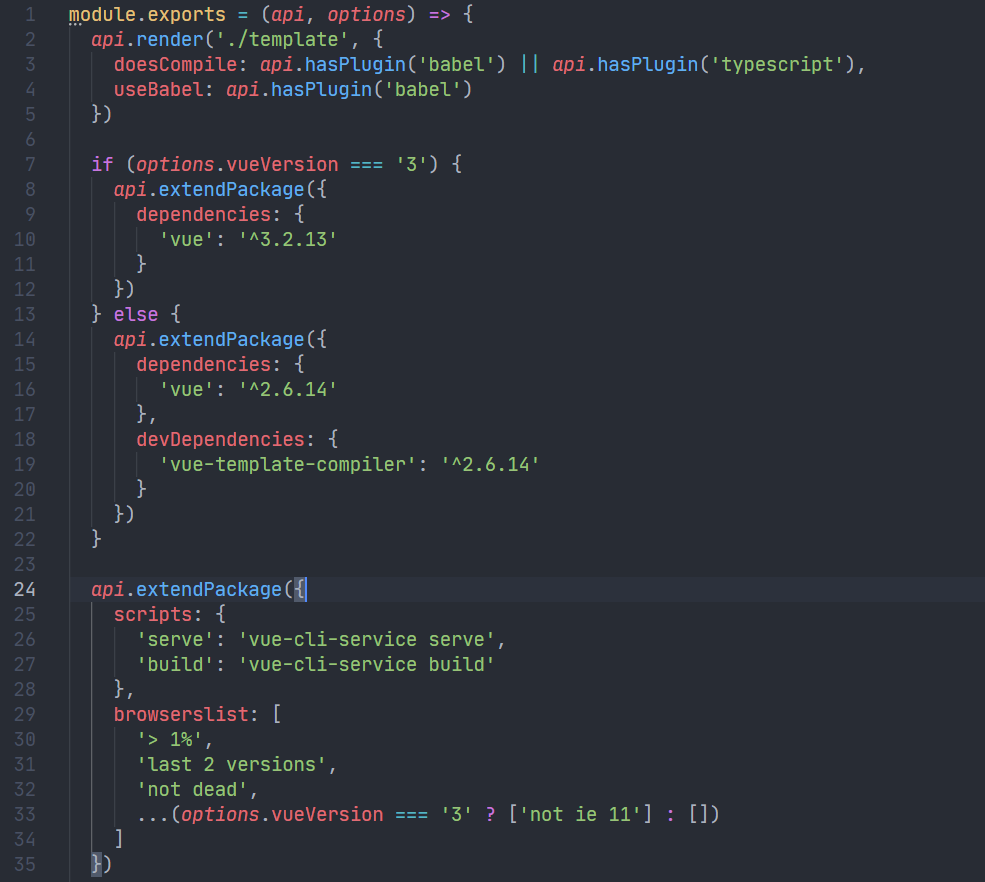 1 module.exports = (api, options) => {
2   api.render('./template', {
3     doesCompile: api.hasPlugin('babel') || api.hasPlugin('typescript'),
4     useBabel: api.hasPlugin('babel')
5   })
6
7   if (options.vueVersion === '3') {
8     api.extendPackage({
9       dependencies: {
10         'vue': '^3.2.13'
11       }
12     })
13   } else {
14     api.extendPackage({
15       dependencies: {
16         'vue': '^2.6.14'
17       },
18       devDependencies: {
19         'vue-template-compiler': '^2.6.14'
20       }
21     })
22   }
23
24   api.extendPackage({
25     scripts: {
26       'serve': 'vue-cli-service serve',
27       'build': 'vue-cli-service build'
28     },
29     browserslist: [
30       '> 1%',
31       'last 2 versions',
32       'not dead',
33       ...(options.vueVersion === '3' ? ['not ie 11'] : [])
34     ]
35   })